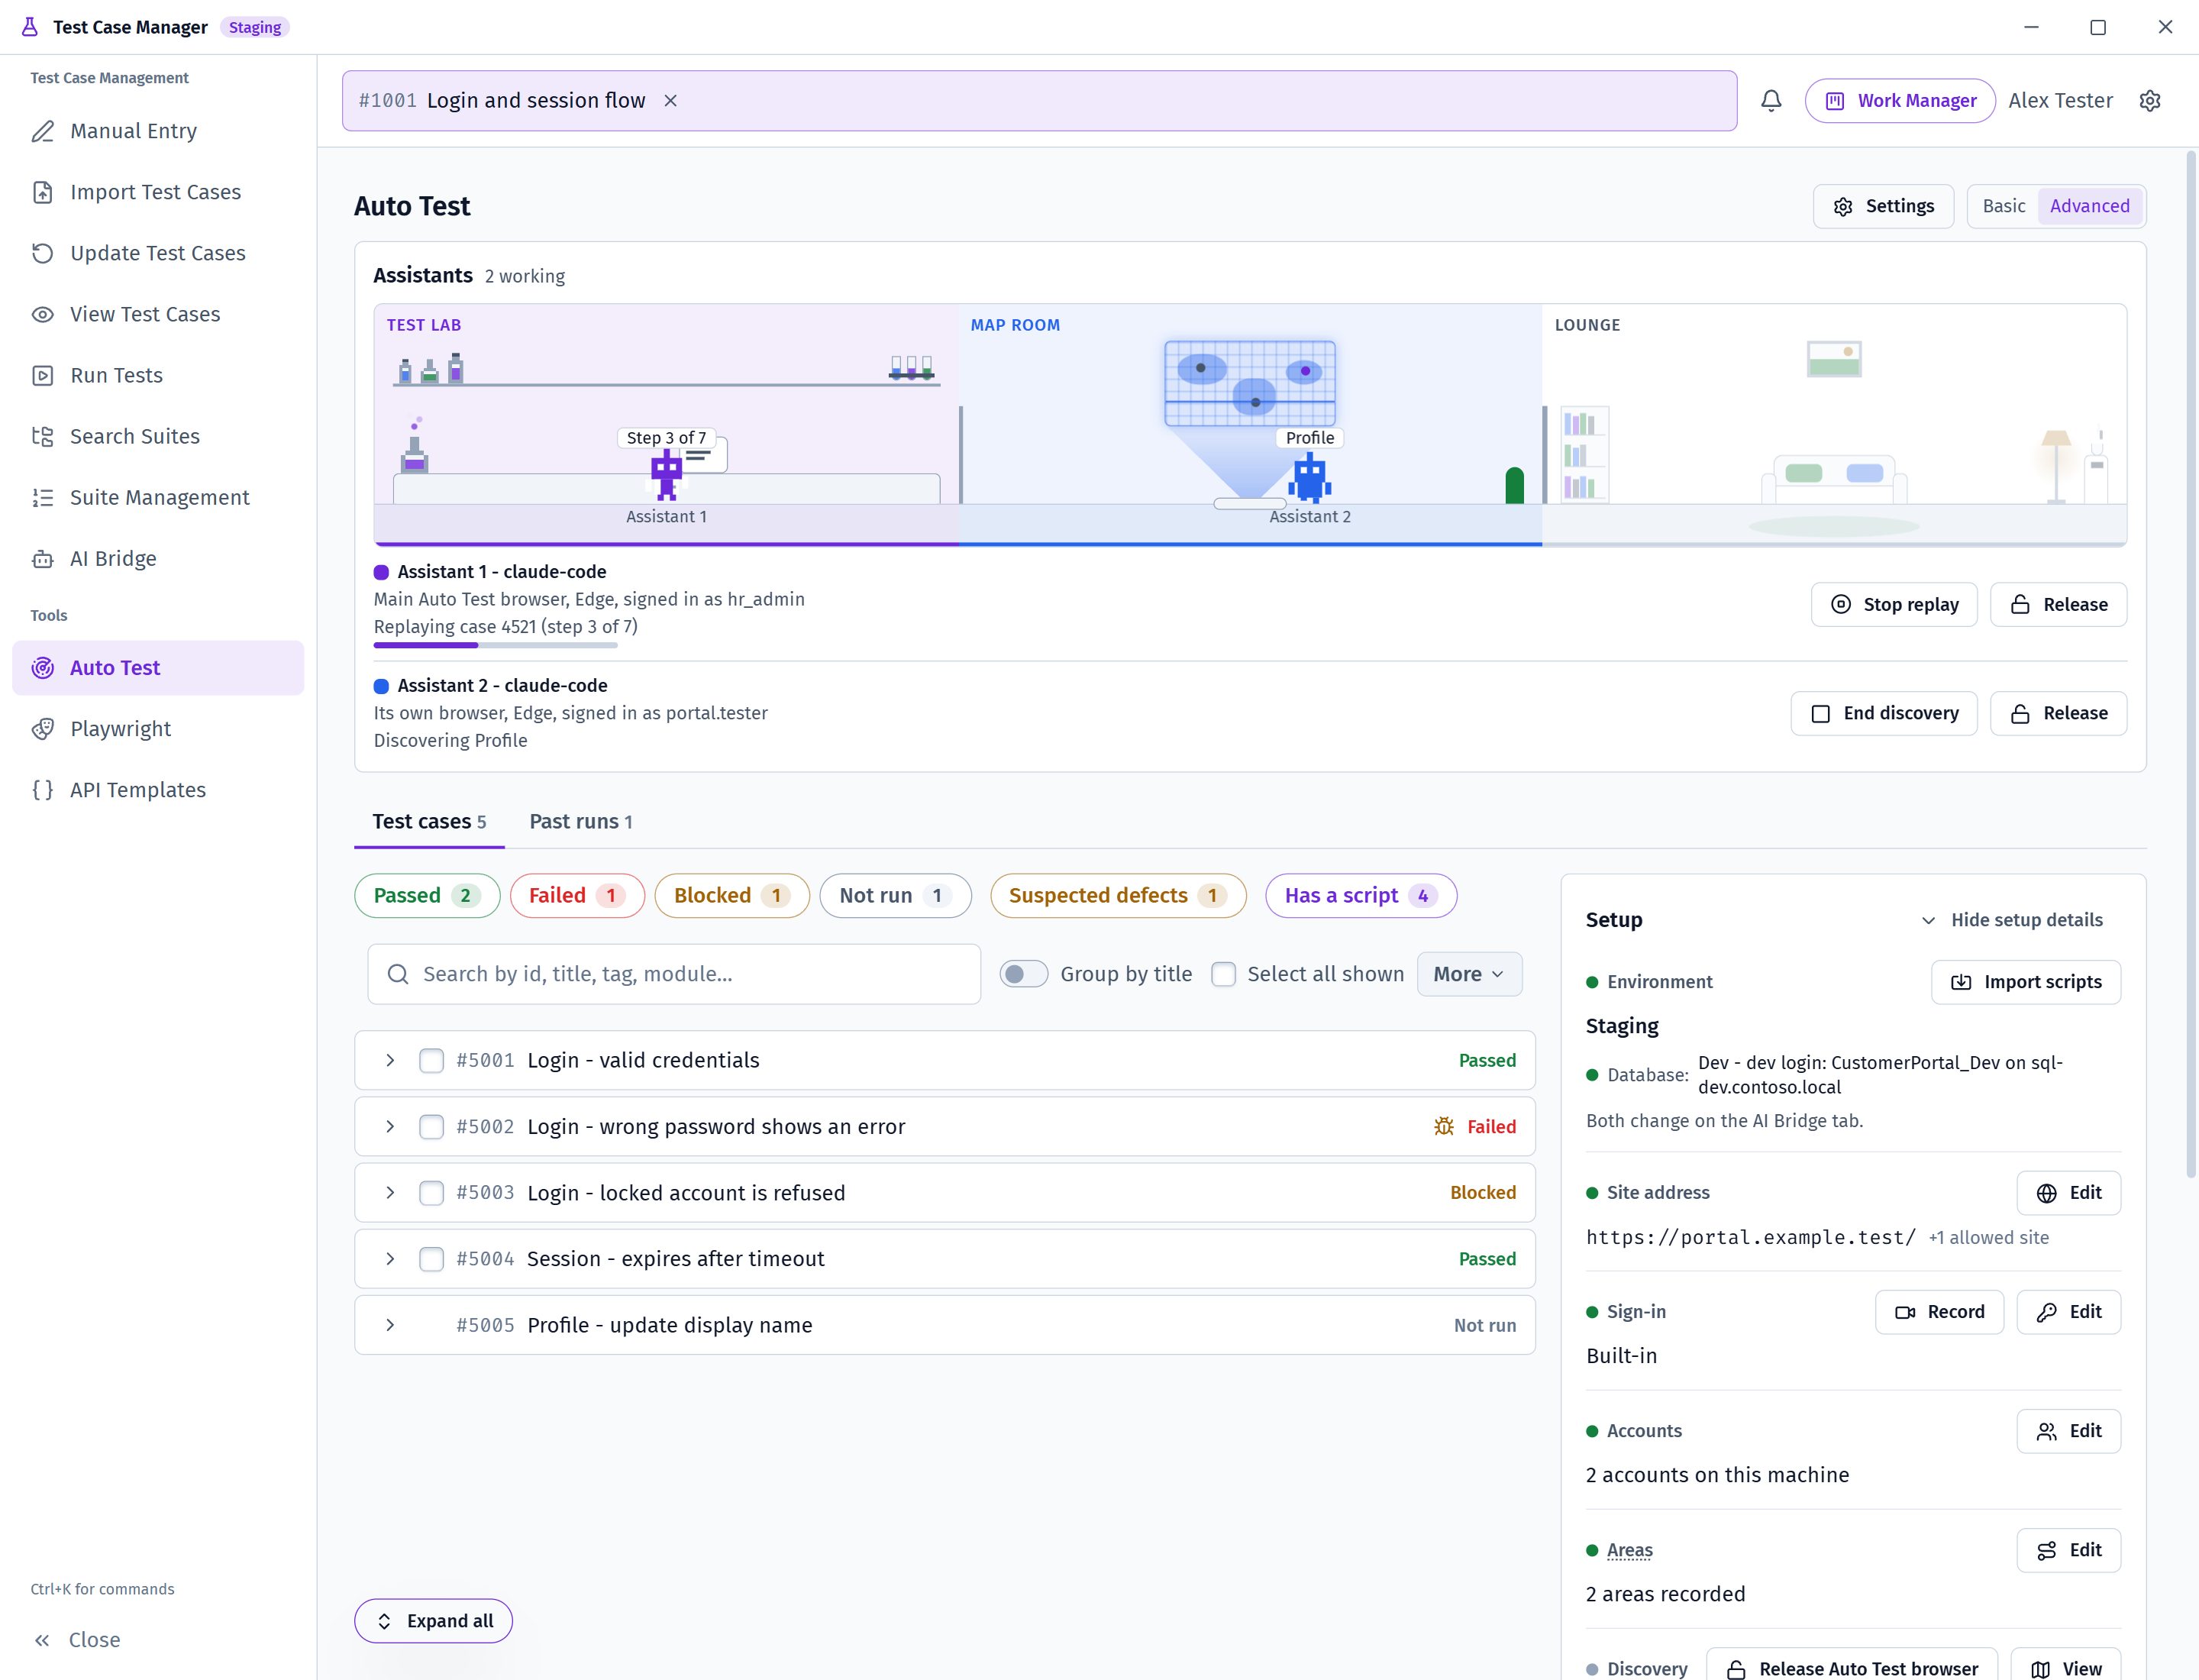 Test Case Manager Staging
Test Case Management
Manual Entry
Import Test Cases
Update Test Cases
View Test Cases
Run Tests
Search Suites
Suite Management
AI Bridge
Tools
Auto Test
Playwright
API Templates
Ctrl+K for commands
Close
#1001 Login and session flow
Work Manager
Alex Tester
Auto Test
Settings
Basic Advanced
Assistants 2 working
TEST LAB
Step 3 of 7
Assistant 1
MAP ROOM
Profile
Assistant 2
LOUNGE
Assistant 1 - claude-code
Main Auto Test browser, Edge, signed in as hr_admin
Replaying case 4521 (step 3 of 7)
Stop replay
Release
Assistant 2 - claude-code
Its own browser, Edge, signed in as portal.tester
Discovering Profile
End discovery
Release
Test cases 5
Past runs 1
Passed 2
Failed 1
Blocked 1
Not run 1
Suspected defects 1
Has a script 4
Search by id, title, tag, module...
Group by title
Select all shown
More
#5001 Login - valid credentials Passed
#5002 Login - wrong password shows an error Failed
#5003 Login - locked account is refused Blocked
#5004 Session - expires after timeout Passed
#5005 Profile - update display name Not run
Expand all
Setup
Hide setup details
Environment
Import scripts
Staging
Database: Dev - dev login: CustomerPortal_Dev on sql-
dev.contoso.local
Both change on the AI Bridge tab.
Site address
Edit
https://portal.example.test/ +1 allowed site
Sign-in
Record
Edit
Built-in
Accounts
Edit
2 accounts on this machine
Areas
Edit
2 areas recorded
Discovery
Release Auto Test browser
View